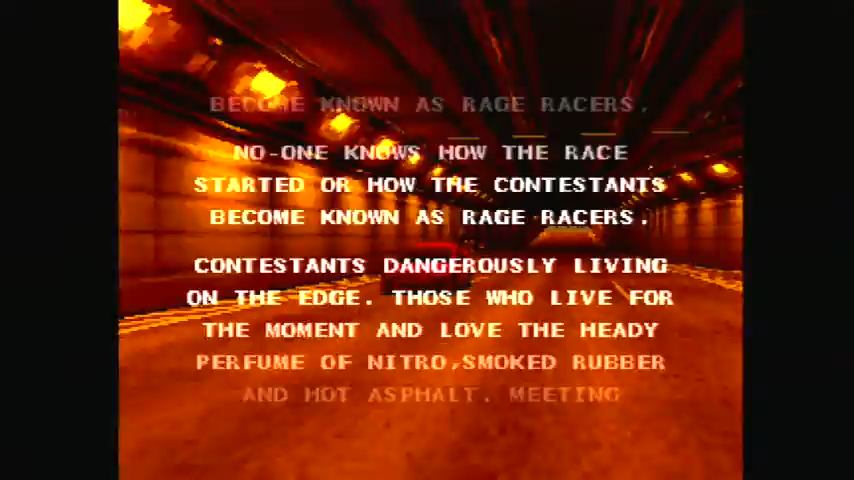 BECOME KNOWN AS RAGE RACERS.
NO-ONE KNOWS HOW THE RACE
STARTED OR HOW THE CONTESTANTS
BECOME KNOWN AS RAGE RACERS.
CONTESTANTS DANGEROUSLY LIVING
ON THE EDGE. THOSE WHO LIVE FOR
THE MOMENT AND LOVE THE HEADY
PERFUME OF NITRO,SMOKED RUBBER
AND HOT ASPHALT. MEETING